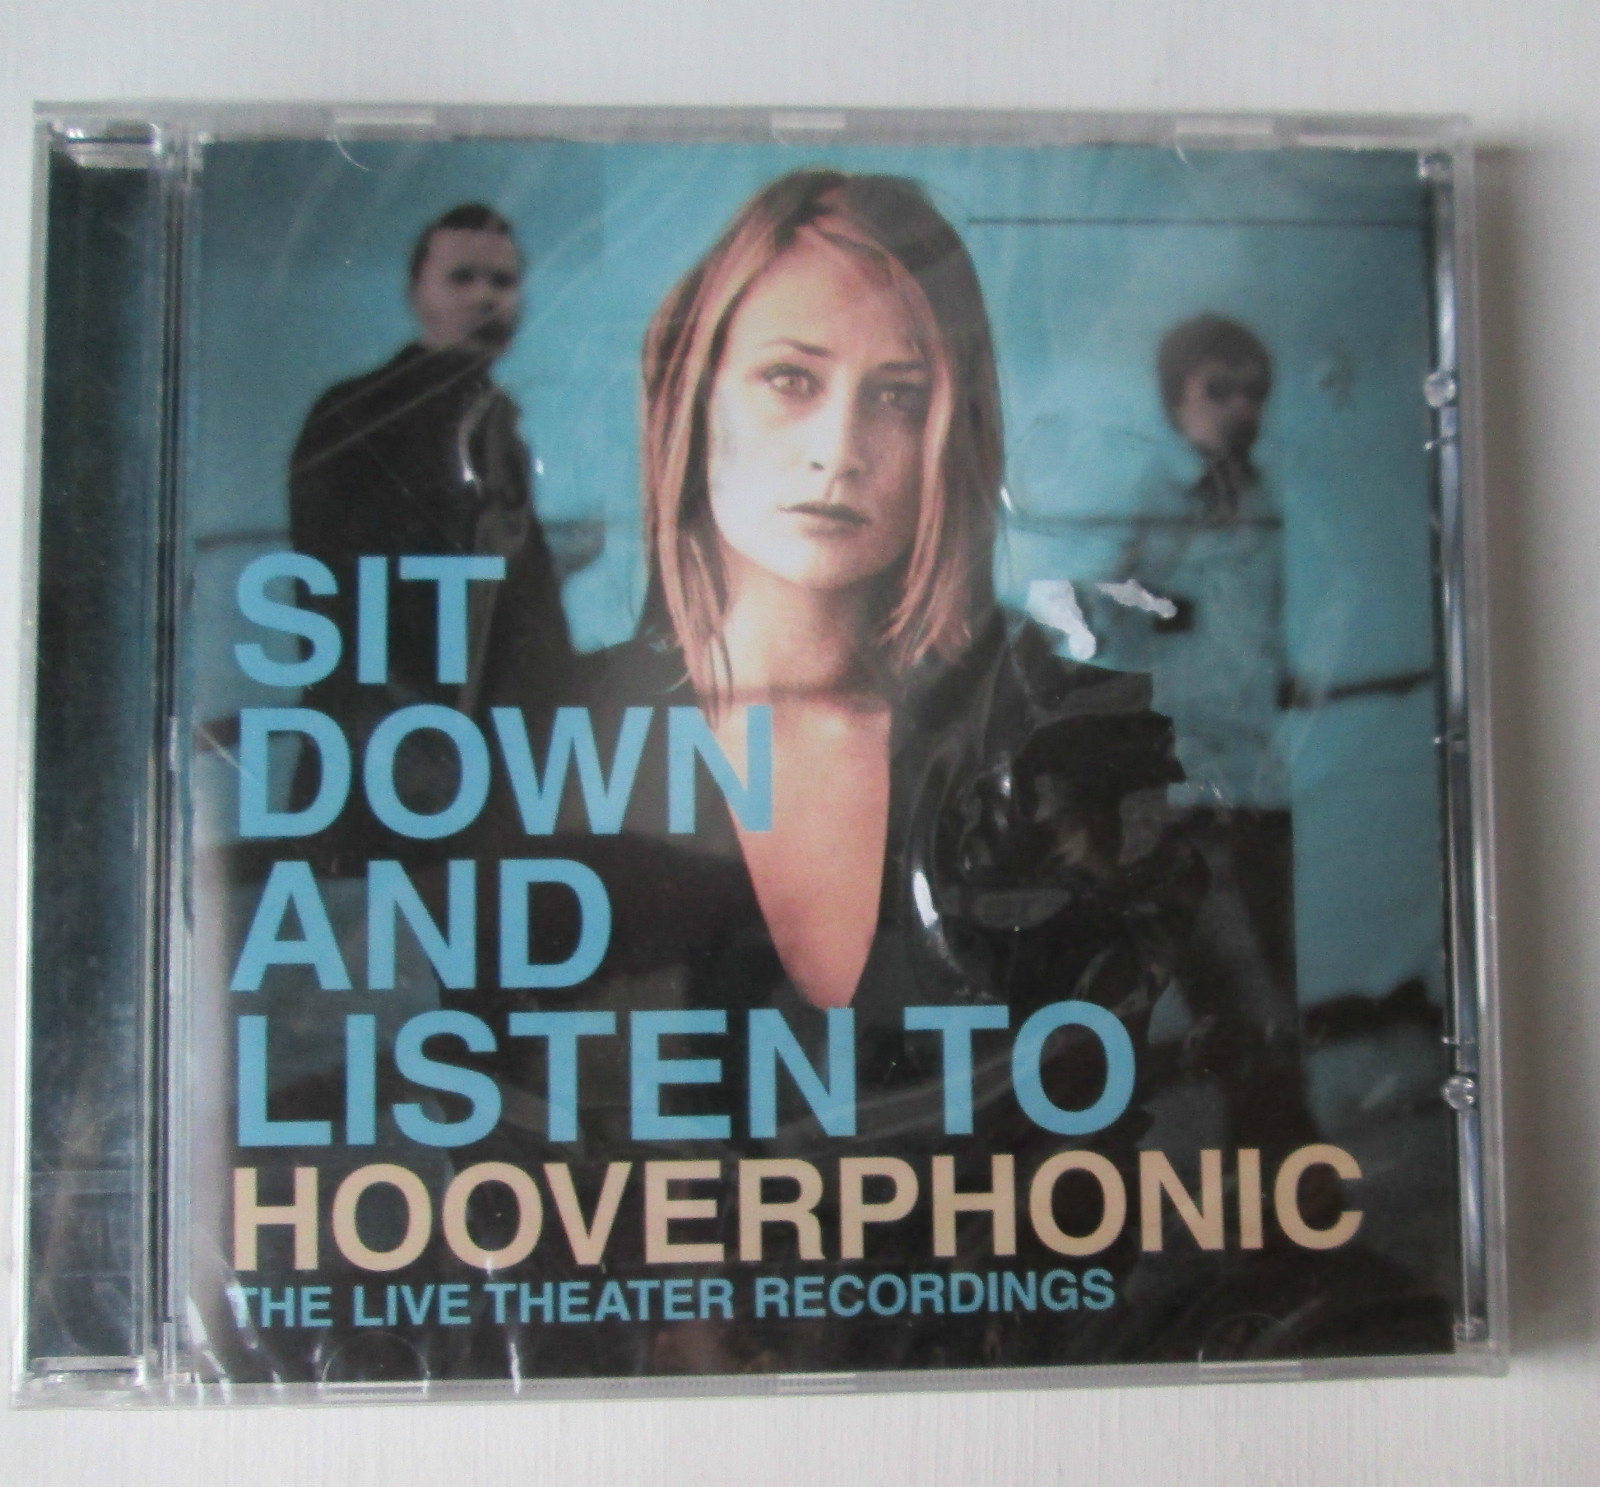 SIT
DOWN
AND
LISTEN TO
HOOVERPHONIC
THE LIVE THEATER RECORDINGS